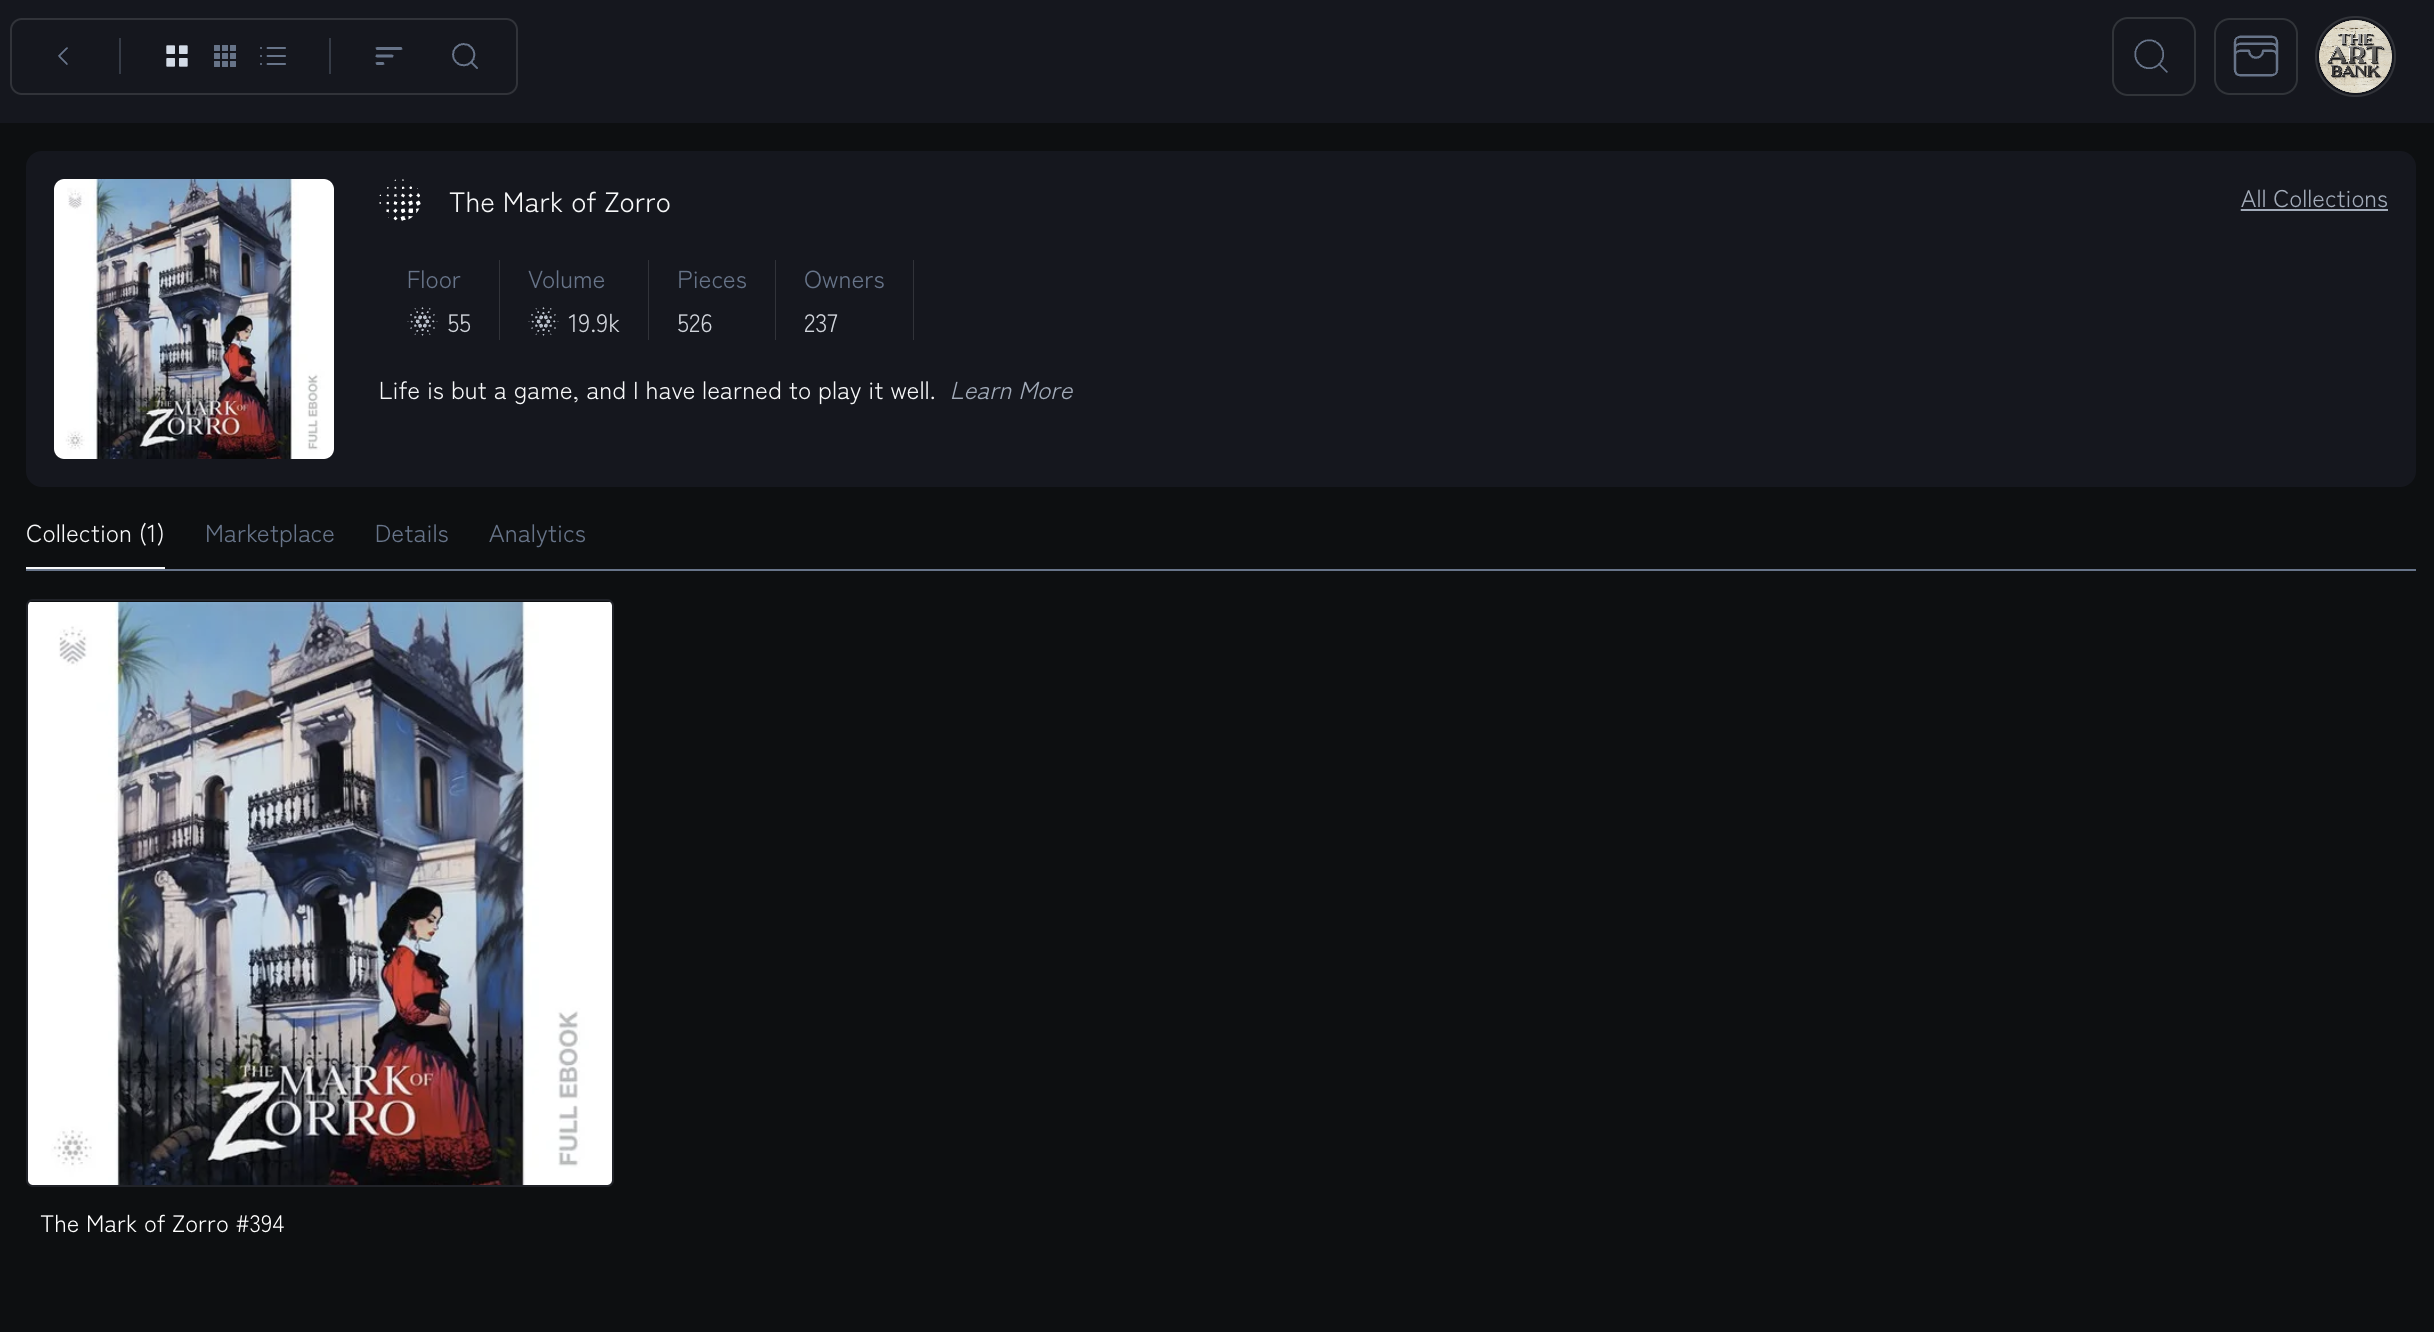 THE
ART
BANK
The Mark of Zorro
All Collections
Floor
Volume
Pieces
Owners
55
19.9k
526
237
Life is but a game, and I have learned to play it well. Learn More
THE MARK OF
ZORRO
FULL EBOOK
Collection (1)
Marketplace
Details
Analytics
THE MARK OF
ZORRO
FULL EBOOK
The Mark of Zorro #394